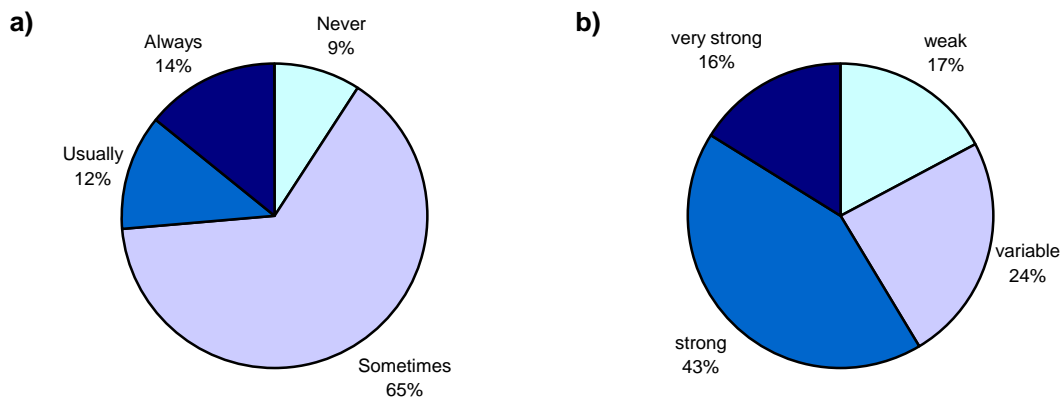 a)
Never
9%
Always
14%
Usually
12%
Sometimes
65%
b)
very strong
16%
weak
17%
variable
24%
strong
43%